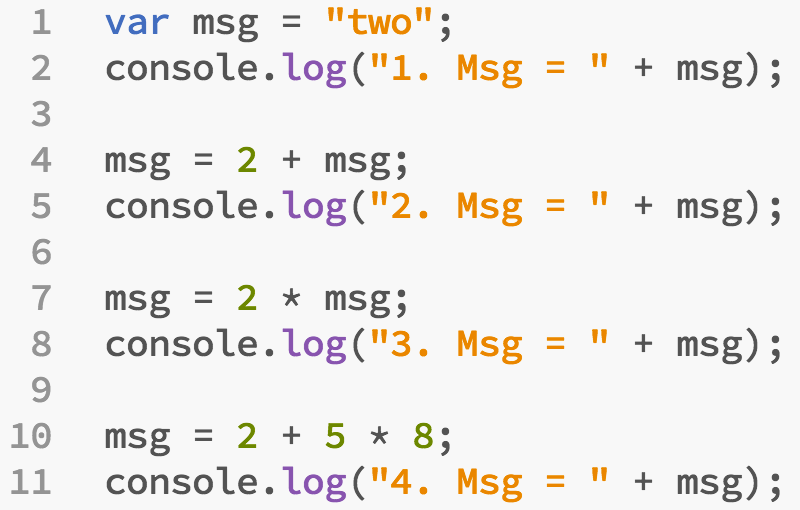 1 var msg = "two";
2 console.log("1. Msg = " + msg);
3
4 msg = 2 + msg;
5 console.log("2. Msg = " + msg);
6
7 msg = 2 * msg;
8 console.log("3. Msg = " + msg);
9
10 msg = 2 + 5 * 8;
11 console.log("4. Msg = " + msg);